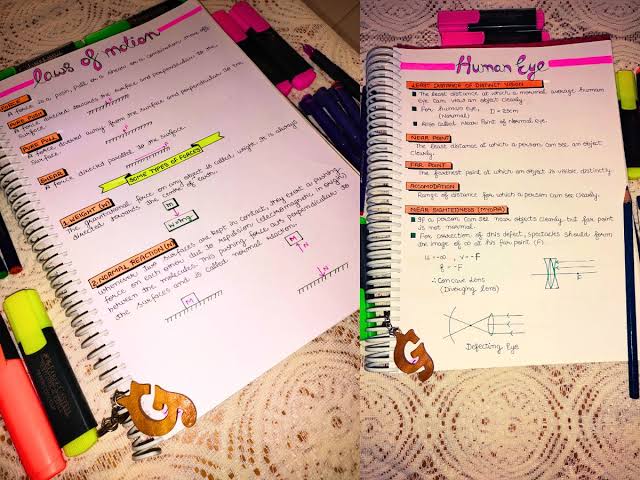 Laws of Motion
FORCE
A force is a push, pull or a shear or a combination thereof.
PURE PUSH
A force directed towards the surface and perpendicular to the
surface.
PURE PULL
A force directed away from the surface and perpendicular to the
surface.
SHEAR
A force directed parallel to the surface.
SOME TYPES OF FORCES
1. WEIGHT (W)
The gravitational force on any object is called, weight. It is always
directed towards the centre of earth.
M
W = mg
2. NORMAL REACTION (N)
Whenever two surfaces are kept in contact, they exert a pushing
force on each other due to repulsion (electromagnetic in origin)
between the molecules. This pushing force acts perpendicular to
the surfaces and is called normal reaction.
M
M
N
N
Human Eye
LEAST DISTANCE OF DISTINCT VISION
The least distance at which a normal, average human
eye can view an object clearly.
For human eye, D = 25cm
(Normal)
Also called Near Point of normal eye.
NEAR POINT
The least distance at which a person can see an object
clearly.
FAR POINT
The farthest point at which an object is visible distinctly.
ACCOMODATION
Range of distance for which a person can see clearly.
NEAR SIGHTEDNESS (MYOPIA)
If a person can see near objects clearly but far point
is not normal.
For correction of this defect, spectacles should form
the image of ∞ at his far point (F).
u = -∞, v = -F
f = -F
∴ Concave Lens
(Diverging Lens)
F
Defecting Eye